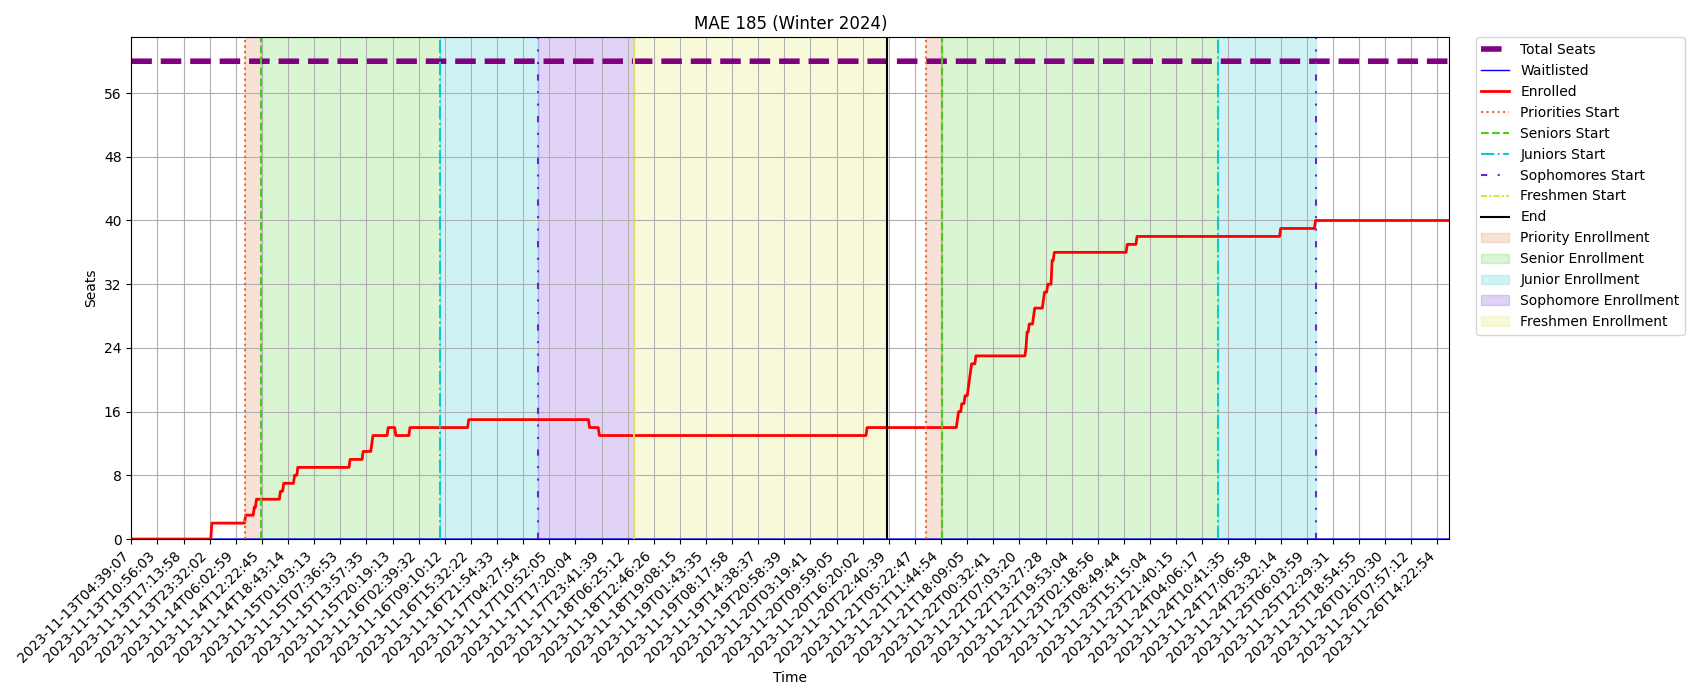 MAE 185 (Winter 2024)
Seats
56
48
40
32
24
16
8
0
2023-11-13T04:39:07
2023-11-13T10:56:03
2023-11-13T17:13:58
2023-11-13T23:32:02
2023-11-14T06:02:59
2023-11-14T12:22:45
2023-11-14T18:43:14
2023-11-15T01:03:13
2023-11-15T07:36:53
2023-11-15T13:57:35
2023-11-15T20:19:13
2023-11-16T02:39:32
2023-11-16T09:10:12
2023-11-16T15:32:22
2023-11-16T21:54:33
2023-11-17T04:27:54
2023-11-17T10:52:05
2023-11-17T17:20:04
2023-11-17T23:41:39
2023-11-18T06:25:12
2023-11-18T12:46:26
2023-11-18T19:08:15
2023-11-19T01:43:35
2023-11-19T08:17:58
2023-11-19T14:38:37
2023-11-19T20:58:39
2023-11-20T03:19:41
2023-11-20T09:59:05
2023-11-20T16:20:02
2023-11-20T22:40:39
2023-11-21T05:22:47
2023-11-21T11:44:54
2023-11-21T18:09:05
2023-11-22T00:32:41
2023-11-22T07:03:20
2023-11-22T13:27:28
2023-11-22T19:53:04
2023-11-23T02:18:56
2023-11-23T08:49:44
2023-11-23T15:15:04
2023-11-23T21:40:15
2023-11-24T04:06:17
2023-11-24T10:41:35
2023-11-24T17:06:58
2023-11-24T23:32:14
2023-11-25T06:03:59
2023-11-25T12:29:31
2023-11-25T18:54:55
2023-11-26T01:20:30
2023-11-26T07:57:12
2023-11-26T14:22:54
Time
Total Seats
Waitlisted
Enrolled
Priorities Start
Seniors Start
Juniors Start
Sophomores Start
Freshmen Start
End
Priority Enrollment
Senior Enrollment
Junior Enrollment
Sophomore Enrollment
Freshmen Enrollment